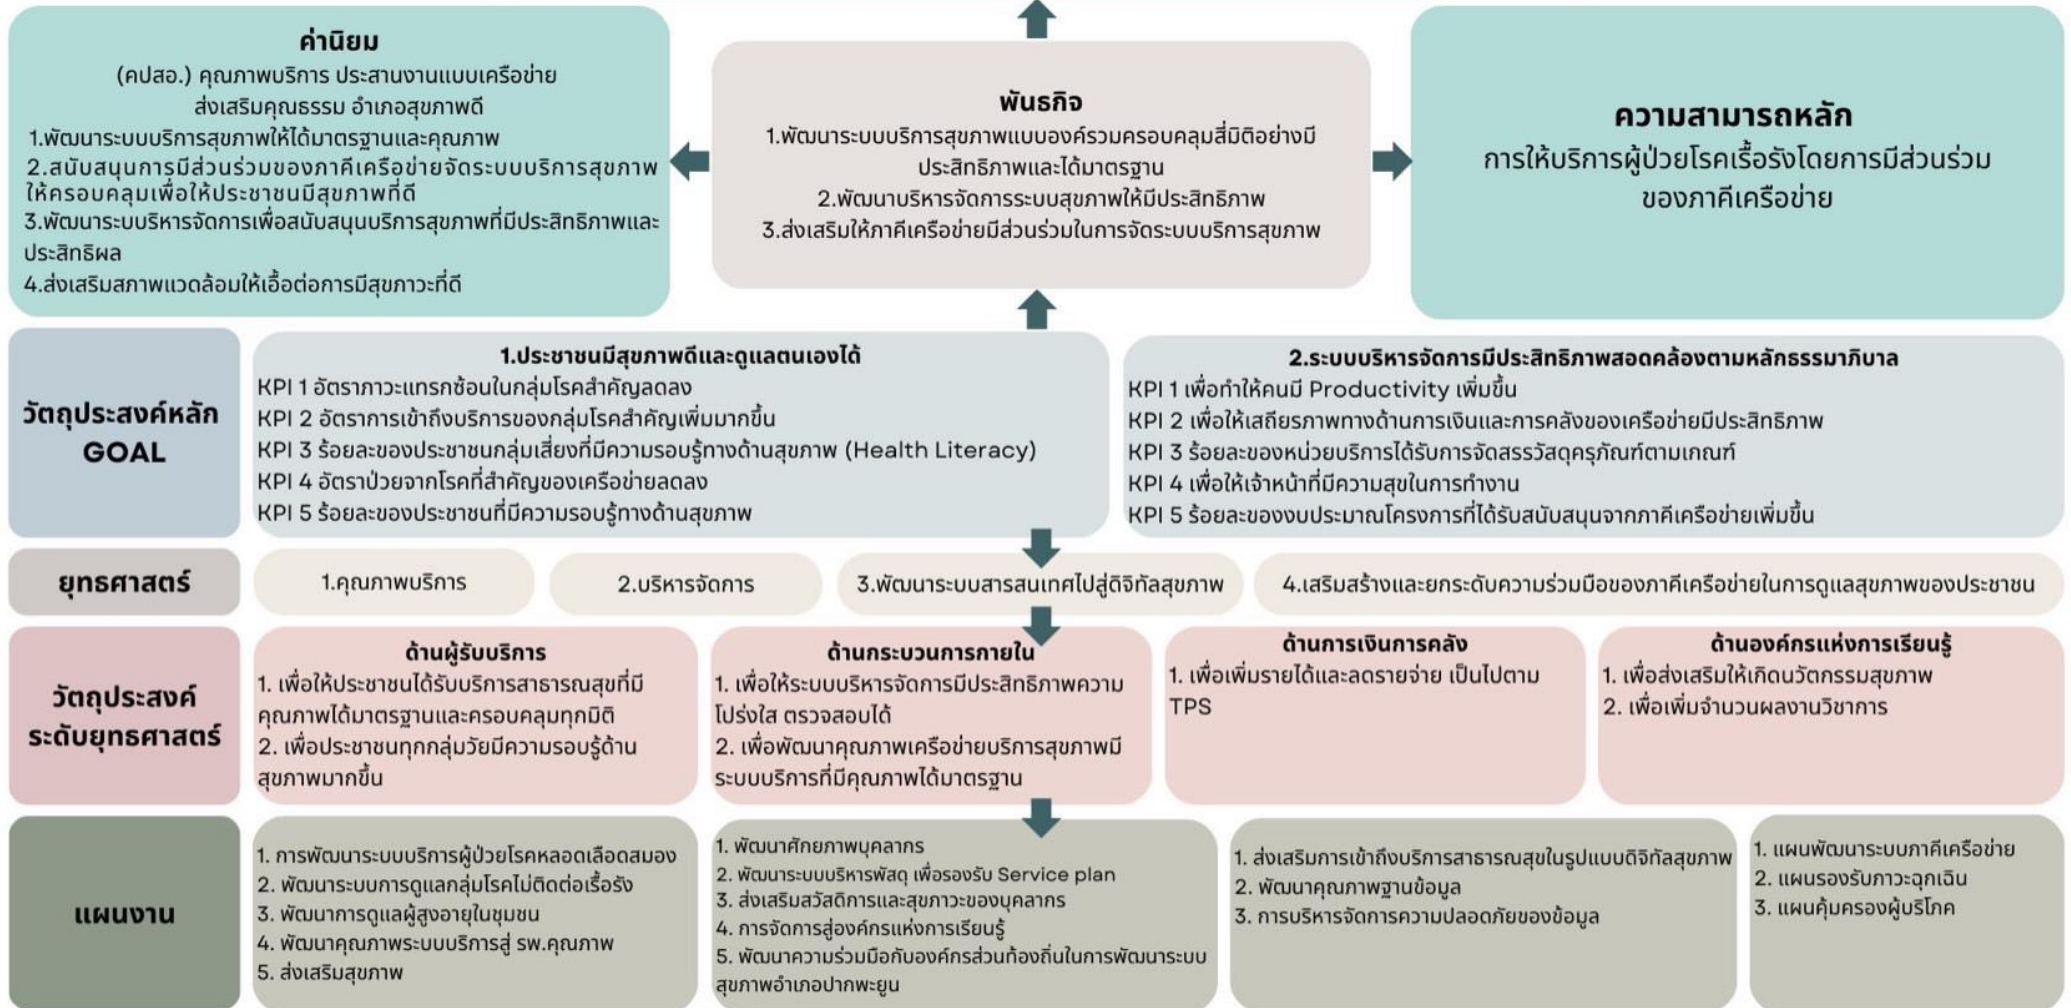 ค่านิยม
(คปสอ.) คุณภาพบริการ ประสานงานแบบเครือข่าย
ส่งเสริมคุณธรรม อำเภอสุขภาพดี
1.พัฒนาระบบบริการสุขภาพให้ได้มาตรฐานและคุณภาพ
2.สนับสนุนการมีส่วนร่วมของภาคีเครือข่ายจัดระบบบริการสุขภาพ
ให้ครอบคลุมเพื่อให้ประชาชนมีสุขภาพที่ดี
3.พัฒนาระบบบริหารจัดการเพื่อสนับสนุนบริการสุขภาพที่มีประสิทธิภาพและ
ประสิทธิผล
4.ส่งเสริมสภาพแวดล้อมให้เอื้อต่อการมีสุขภาวะที่ดี
พันธกิจ
1.พัฒนาระบบบริการสุขภาพแบบองค์รวมครอบคลุมสี่มิติอย่างมี
ประสิทธิภาพและได้มาตรฐาน
2.พัฒนาบริหารจัดการระบบสุขภาพให้มีประสิทธิภาพ
3.ส่งเสริมให้ภาคีเครือข่ายมีส่วนร่วมในการจัดระบบบริการสุขภาพ
ความสามารถหลัก
การให้บริการผู้ป่วยโรคเรื้อรังโดยการมีส่วนร่วม
ของภาคีเครือข่าย
วัตถุประสงค์หลัก
GOAL
1.ประชาชนมีสุขภาพดีและดูแลตนเองได้
KPI 1 อัตราภาวะแทรกซ้อนในกลุ่มโรคสำคัญลดลง
KPI 2 อัตราการเข้าถึงบริการของกลุ่มโรคสำคัญเพิ่มมากขึ้น
KPI 3 ร้อยละของประชาชนกลุ่มเสี่ยงที่มีความรอบรู้ทางด้านสุขภาพ (Health Literacy)
KPI 4 อัตราป่วยจากโรคที่สำคัญของเครือข่ายลดลง
KPI 5 ร้อยละของประชาชนที่มีความรอบรู้ทางด้านสุขภาพ
2.ระบบบริหารจัดการมีประสิทธิภาพสอดคล้องตามหลักธรรมาภิบาล
KPI 1 เพื่อทำให้คนมี Productivity เพิ่มขึ้น
KPI 2 เพื่อให้เสถียรภาพทางด้านการเงินและการคลังของเครือข่ายมีประสิทธิภาพ
KPI 3 ร้อยละของหน่วยบริการได้รับการจัดสรรวัสดุครุภัณฑ์ตามเกณฑ์
KPI 4 เพื่อให้เจ้าหน้าที่มีความสุขในการทำงาน
KPI 5 ร้อยละของงบประมาณโครงการที่ได้รับสนับสนุนจากภาคีเครือข่ายเพิ่มขึ้น
ยุทธศาสตร์
1.คุณภาพบริการ
2.บริหารจัดการ
3.พัฒนาระบบสารสนเทศไปสู่ดิจิทัลสุขภาพ
4.เสริมสร้างและยกระดับความร่วมมือของภาคีเครือข่ายในการดูแลสุขภาพของประชาชน
วัตถุประสงค์
ระดับยุทธศาสตร์
ด้านผู้รับบริการ
1. เพื่อให้ประชาชนได้รับบริการสาธารณสุขที่มี
คุณภาพได้มาตรฐานและครอบคลุมทุกมิติ
2. เพื่อประชาชนทุกกลุ่มวัยมีความรอบรู้ด้าน
สุขภาพมากขึ้น
ด้านกระบวนการภายใน
1. เพื่อให้ระบบบริหารจัดการมีประสิทธิภาพความ
โปร่งใส ตรวจสอบได้
2. เพื่อพัฒนาคุณภาพเครือข่ายบริการสุขภาพมี
ระบบบริการที่มีคุณภาพได้มาตรฐาน
ด้านการเงินการคลัง
1. เพื่อเพิ่มรายได้และลดรายจ่าย เป็นไปตาม
TPS
ด้านองค์กรแห่งการเรียนรู้
1. เพื่อส่งเสริมให้เกิดนวัตกรรมสุขภาพ
2. เพื่อเพิ่มจำนวนผลงานวิชาการ
แผนงาน
1. การพัฒนาระบบบริการผู้ป่วยโรคหลอดเลือดสมอง
2. พัฒนาระบบการดูแลกลุ่มโรคไม่ติดต่อเรื้อรัง
3. พัฒนาการดูแลผู้สูงอายุในชุมชน
4. พัฒนาคุณภาพระบบบริการสู่ รพ.คุณภาพ
5. ส่งเสริมสุขภาพ
1. พัฒนาศักยภาพบุคลากร
2. พัฒนาระบบบริหารพัสดุ เพื่อรองรับ Service plan
3. ส่งเสริมสวัสดิการและสุขภาวะของบุคลากร
4. การจัดการสู่องค์กรแห่งการเรียนรู้
5. พัฒนาความร่วมมือกับองค์กรส่วนท้องถิ่นในการพัฒนาระบบ
สุขภาพอำเภอปากพะยูน
1. ส่งเสริมการเข้าถึงบริการสาธารณสุขในรูปแบบดิจิทัลสุขภาพ
2. พัฒนาคุณภาพฐานข้อมูล
3. การบริหารจัดการความปลอดภัยของข้อมูล
1. แผนพัฒนาระบบภาคีเครือข่าย
2. แผนรองรับภาวะฉุกเฉิน
3. แผนคุ้มครองผู้บริโภค